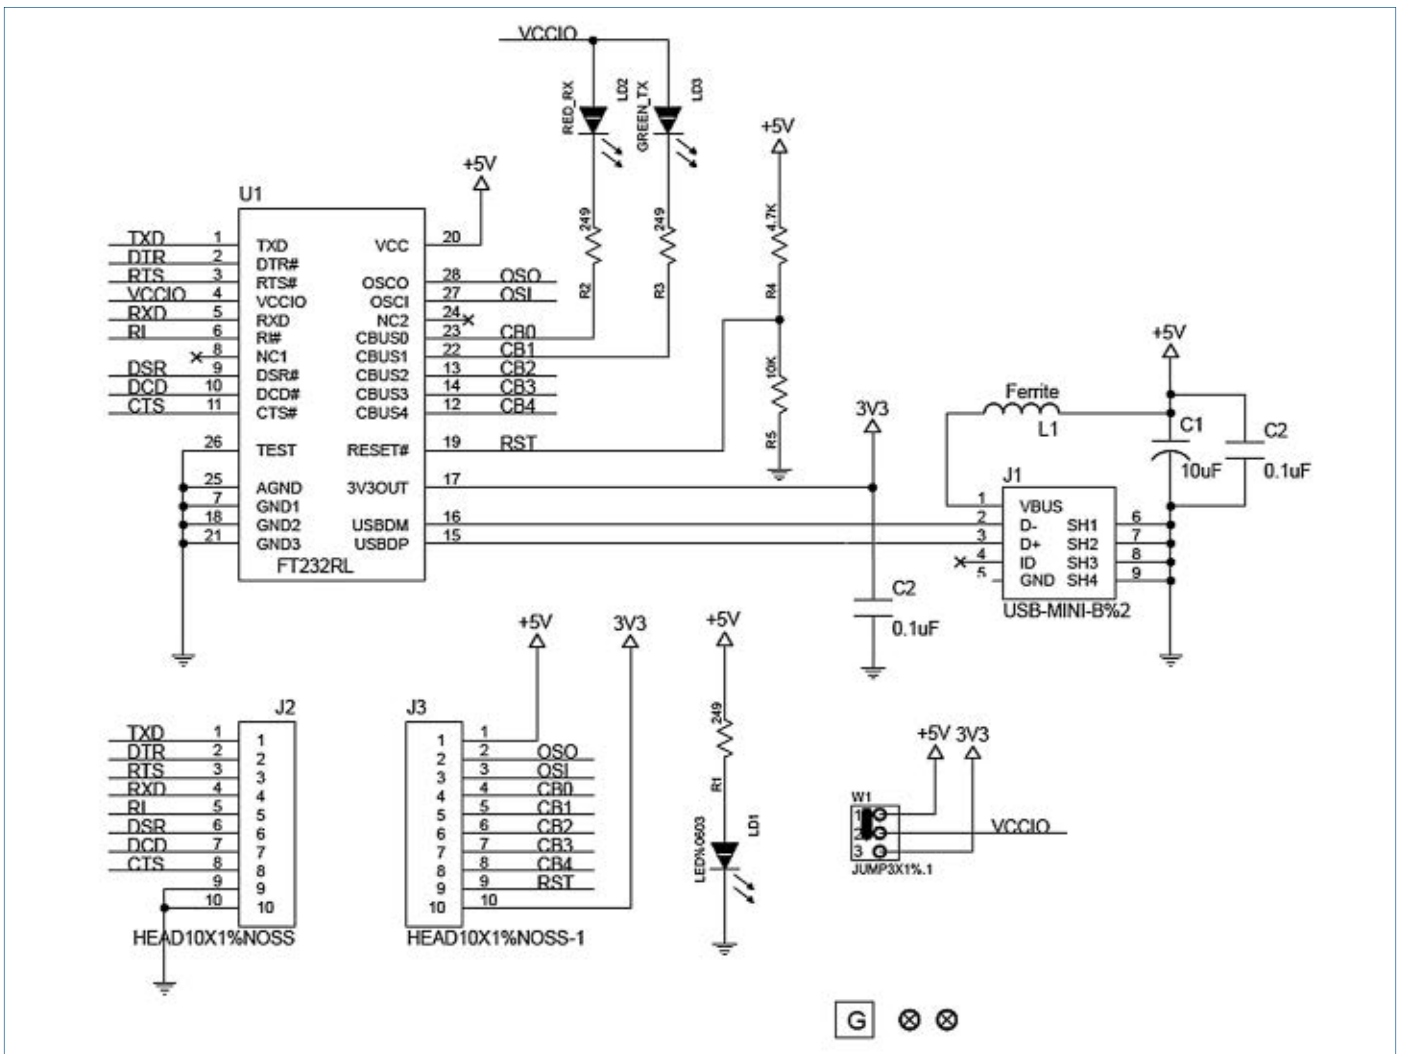 VCCIO
RED_RX
LD2
GREEN_TX
LD3
+5V
249
R2
249
R3
+5V
4.7K
R4
10K
R5
U1
TXD 1 TXD VCC 20
DTR 2 DTR#
RTS 3 RTS# OSCO 28 OSO
VCCIO 4 VCCIO OSCI 27 OSI
RXD 5 RXD NC2 24
RI 6 RI# CBUS0 23 CB0
8 NC1 CBUS1 22 CB1
DSR 9 DSR# CBUS2 13 CB2
DCD 10 DCD# CBUS3 14 CB3
CTS 11 CTS# CBUS4 12 CB4
26 TEST RESET# 19 RST
25 AGND 3V3OUT 17
7 GND1
18 GND2 USBDM 16
21 GND3 USBDP 15
FT232RL
3V3
C2
0.1uF
+5V
Ferrite
L1
C1
10uF
C2
0.1uF
J1
1 VBUS
2 D- SH1 6
3 D+ SH2 7
4 ID SH3 8
5 GND SH4 9
USB-MINI-B%2
J2
TXD 1 1
DTR 2 2
RTS 3 3
RXD 4 4
RI 5 5
DSR 6 6
DCD 7 7
CTS 8 8
9 9
10 10
HEAD10X1%NOSS
+5V 3V3
J3
1 1
2 2 OSO
3 3 OSI
4 4 CB0
5 5 CB1
6 6 CB2
7 7 CB3
8 8 CB4
9 9 RST
10 10
HEAD10X1%NOSS-1
+5V
249
R1
LED%0603
LD1
+5V 3V3
W1
1
2 VCCIO
3
JUMP3X1%.1
G